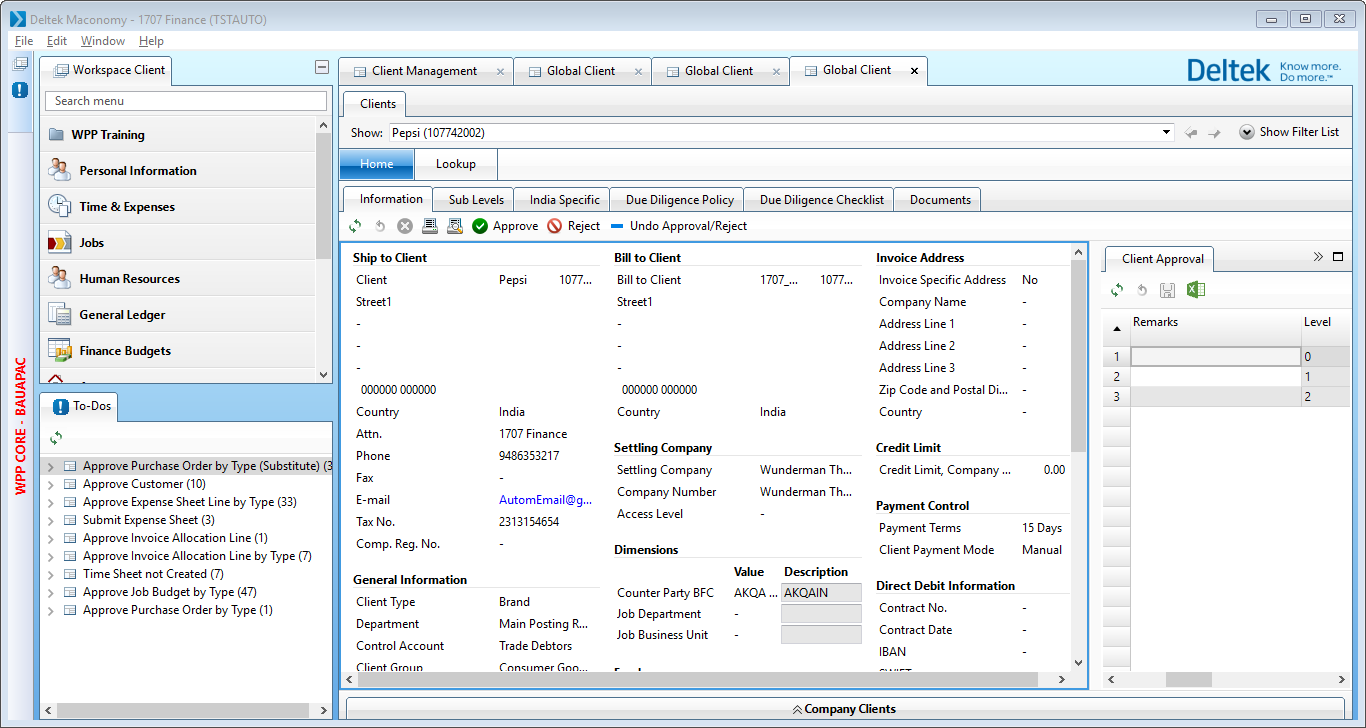 Deltek Maconomy - 1707 Finance (TSTAUTO)
File Edit Window Help
Workspace Client
Search menu
WPP Training
Personal Information
Time & Expenses
Jobs
Human Resources
General Ledger
Finance Budgets
WPP CORE - BAUAPAC
To-Dos
Approve Purchase Order by Type (Substitute) (3
Approve Customer (10)
Approve Expense Sheet Line by Type (33)
Submit Expense Sheet (3)
Approve Invoice Allocation Line (1)
Approve Invoice Allocation Line by Type (7)
Time Sheet not Created (7)
Approve Job Budget by Type (47)
Approve Purchase Order by Type (1)
Client Management Global Client Global Client Global Client
Deltek Know more.
Do more.™
Clients
Show: Pepsi (107742002) Show Filter List
Home Lookup
Information Sub Levels India Specific Due Diligence Policy Due Diligence Checklist Documents
Approve Reject Undo Approval/Reject
Ship to Client
Client Pepsi 1077...
Street1
-
-
-
000000 000000
Country India
Attn. 1707 Finance
Phone 9486353217
Fax -
E-mail AutomEmail@g...
Tax No. 2313154654
Comp. Reg. No. -
General Information
Client Type Brand
Department Main Posting R...
Control Account Trade Debtors
Client Group Consumer Goo...
Bill to Client
Bill to Client 1707_... 1077...
Street1
-
-
-
000000 000000
Country India
Settling Company
Settling Company Wunderman Th...
Company Number Wunderman Th...
Access Level -
Dimensions
Value Description
Counter Party BFC AKQA ... AKQAIN
Job Department -
Job Business Unit -
Invoice Address
Invoice Specific Address No
Company Name -
Address Line 1 -
Address Line 2 -
Address Line 3 -
Zip Code and Postal Di... -
Country -
Credit Limit
Credit Limit, Company ... 0.00
Payment Control
Payment Terms 15 Days
Client Payment Mode Manual
Direct Debit Information
Contract No. -
Contract Date -
IBAN -
Client Approval
Remarks Level
1 0
2 1
3 2
Company Clients